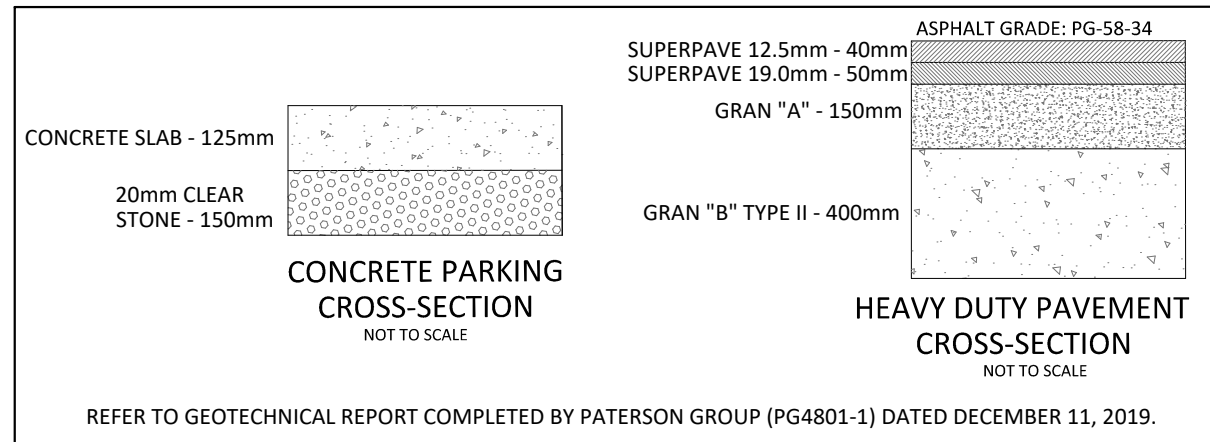 CONCRETE SLAB - 125mm
20mm CLEAR
STONE - 150mm
CONCRETE PARKING
CROSS-SECTION
NOT TO SCALE
ASPHALT GRADE: PG-58-34
SUPERPAVE 12.5mm - 40mm
SUPERPAVE 19.0mm - 50mm
GRAN "A" - 150mm
GRAN "B" TYPE II - 400mm
HEAVY DUTY PAVEMENT
CROSS-SECTION
NOT TO SCALE
REFER TO GEOTECHNICAL REPORT COMPLETED BY PATERSON GROUP (PG4801-1) DATED DECEMBER 11, 2019.